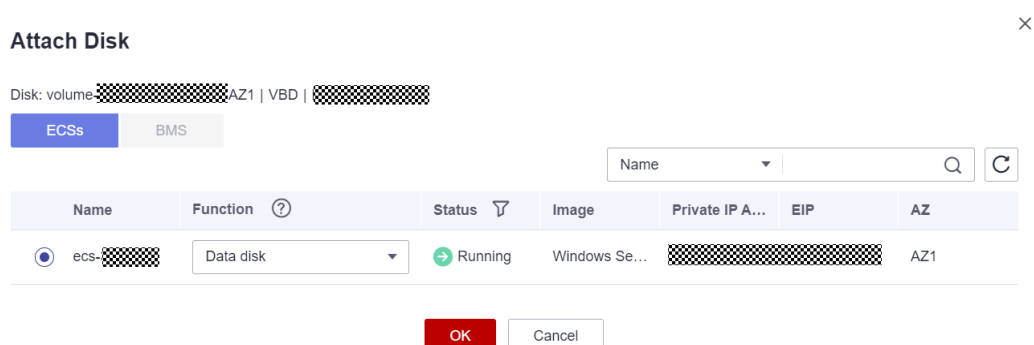 Attach Disk
Disk: volume- AZ1 | VBD |
ECSs BMS
Name
Name Function ? Status Image Private IP A... EIP AZ
ecs- Data disk Running Windows Se... AZ1
OK Cancel